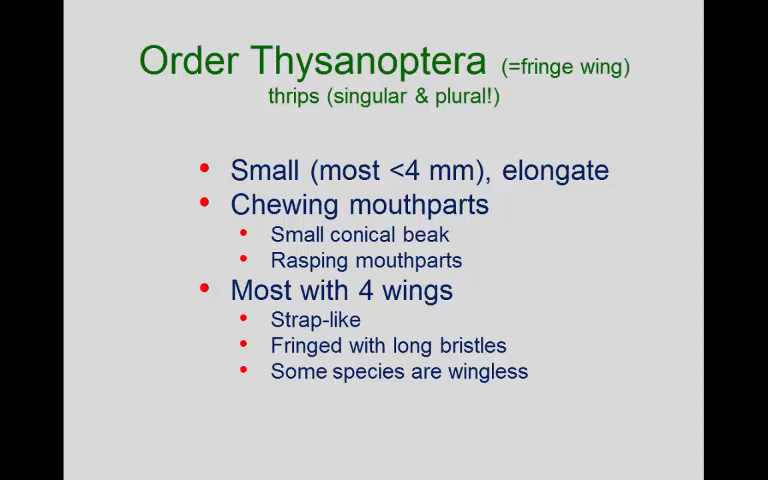 Order Thysanoptera (=fringe wing)
thrips (singular & plural!)
• Small (most <4 mm), elongate
• Chewing mouthparts
• Small conical beak
• Rasping mouthparts
• Most with 4 wings
• Strap-like
• Fringed with long bristles
• Some species are wingless